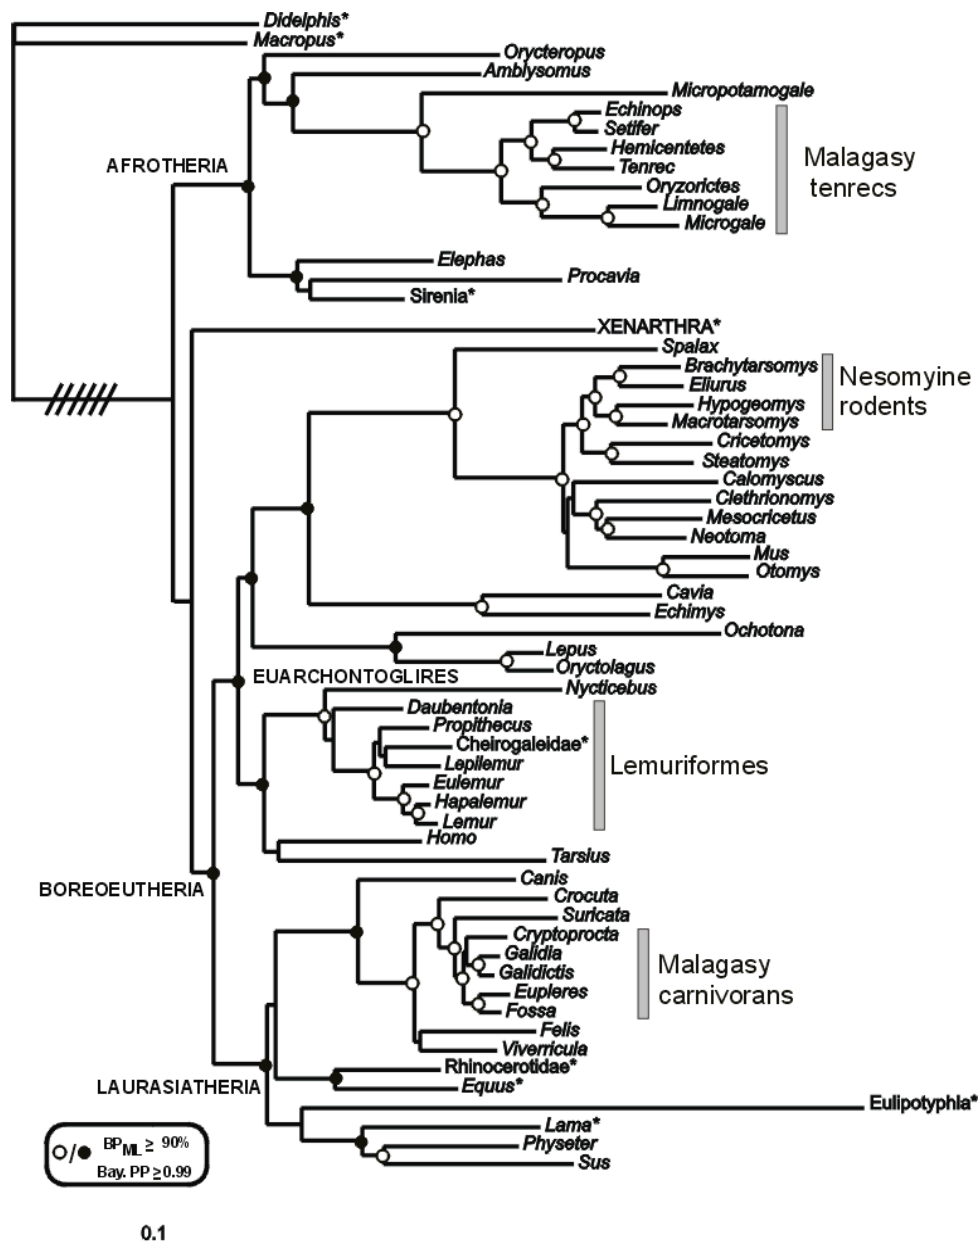 Didelphis*
Macropus*
Orycteropus
Amblysomus
Micropotamogale
Echinops
Setifer
Hemicentetes
Tenrec
Oryzorictes
Limnogale
Microgale
Malagasy
tenrecs
AFROTHERIA
Elephas
Procavia
Sirenia*
XENARTHRA*
Spalax
Brachytarsomys
Eliurus
Hypogeomys
Macrotarsomys
Nesomyine
rodents
Cricetomys
Steatomys
Calomyscus
Clethrionomys
Mesocricetus
Neotoma
Mus
Otomys
Cavia
Echimys
Ochotona
Lepus
Oryctolagus
EUARCHONTOGLIRES
Nycticebus
Daubentonia
Propithecus
Cheirogaleidae*
Lepilemur
Eulemur
Hapalemur
Lemur
Lemuriformes
Homo
Tarsius
BOREOEUTHERIA
Canis
Crocuta
Suricata
Cryptoprocta
Galidia
Galidictis
Eupleres
Fossa
Malagasy
carnivorans
Felis
Viverricula
Rhinocerotidae*
Equus*
LAURASIATHERIA
Eulipotyphla*
Lama*
Physeter
Sus
/ BP ML ≥ 90%
Bay. PP ≥0.99
0.1